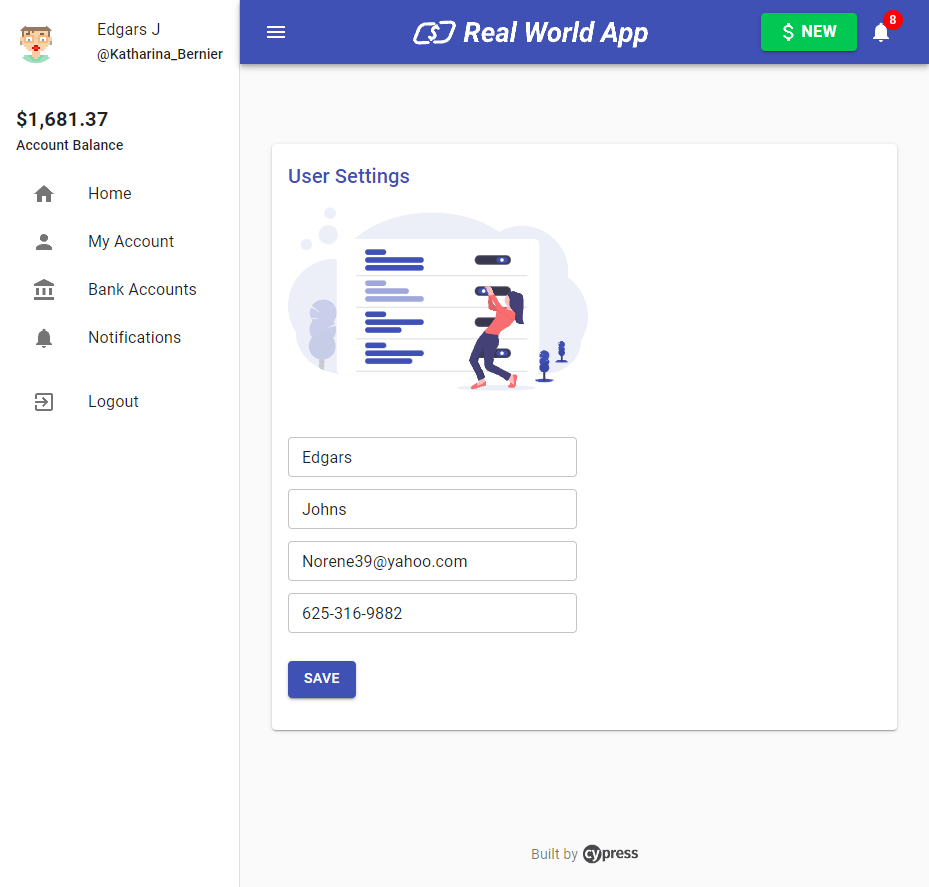 Edgars J
@Katharina_Bernier
$1,681.37
Account Balance
Home
My Account
Bank Accounts
Notifications
Logout
$ Real World App
$ NEW
8
User Settings
Edgars
Johns
Norene39@yahoo.com
625-316-9882
SAVE
Built by cypress